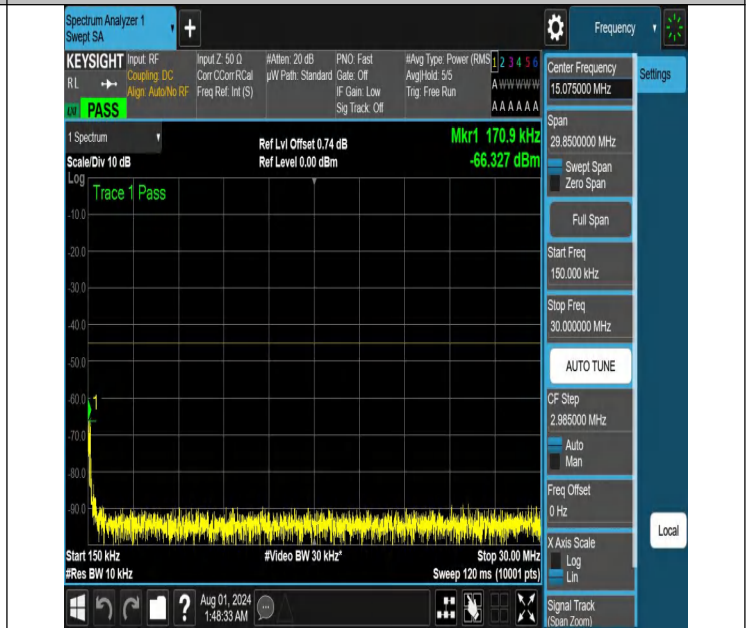 Spectrum Analyzer 1
Swept SA
+
Frequency
KEYSIGHT
RL
PASS
Input: RF
Coupling: DC
Align: Auto/No RF
Input Z: 50 Ω
Corr CCorr RCal
Freq Ref: Int (S)
#Atten: 20 dB
µW Path: Standard
PNO: Fast
Gate: Off
IF Gain: Low
Sig Track: Off
#Avg Type: Power (RMS
Avg|Hold: 5/5
Trig: Free Run
1 2 3 4 5 6
A W W W W W
A A A A A A
1 Spectrum
Scale/Div 10 dB
Ref Lvl Offset 0.74 dB
Ref Level 0.00 dBm
Mkr1 170.9 kHz
-66.327 dBm
Log
Trace 1 Pass
-10.0
-20.0
-30.0
-40.0
-50.0
-60.0
1
-70.0
-80.0
-90.0
Start 150 kHz
#Res BW 10 kHz
#Video BW 30 kHz*
Stop 30.00 MHz
Sweep 120 ms (10001 pts)
Center Frequency
15.075000 MHz
Settings
Span
29.8500000 MHz
Swept Span
Zero Span
Full Span
Start Freq
150.000 kHz
Stop Freq
30.000000 MHz
AUTO TUNE
CF Step
2.985000 MHz
Auto
Man
Freq Offset
0 Hz
X Axis Scale
Log
Lin
Local
Signal Track
(Span Zoom)
?
Aug 01, 2024
1:48:33 AM